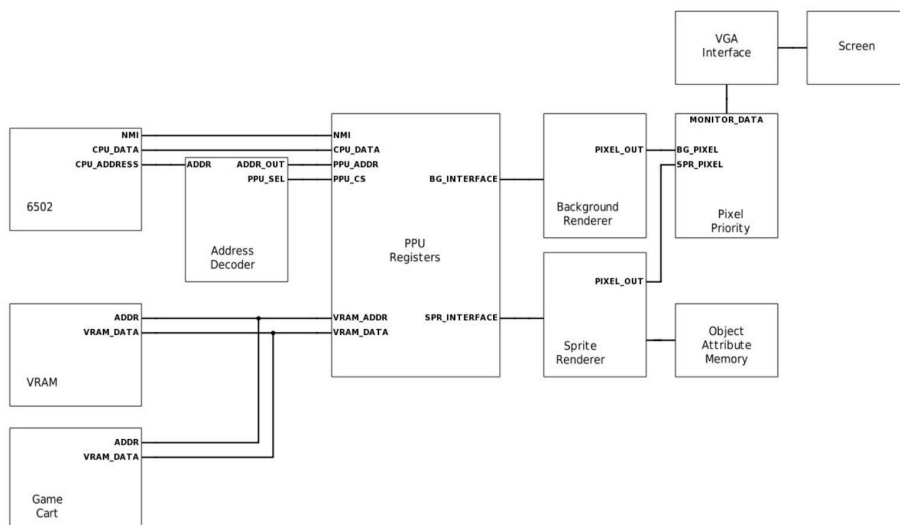 VGA
Interface
Screen
MONITOR_DATA
NMI
CPU_DATA
CPU_ADDRESS
6502
ADDR
ADDR_OUT
PPU_SEL
Address
Decoder
NMI
CPU_DATA
PPU_ADDR
PPU_CS
BG_INTERFACE
PPU
Registers
VRAM_ADDR
VRAM_DATA
SPR_INTERFACE
PIXEL_OUT
Background
Renderer
BG_PIXEL
SPR_PIXEL
Pixel
Priority
PIXEL_OUT
Sprite
Renderer
Object
Attribute
Memory
ADDR
VRAM_DATA
VRAM
ADDR
VRAM_DATA
Game
Cart